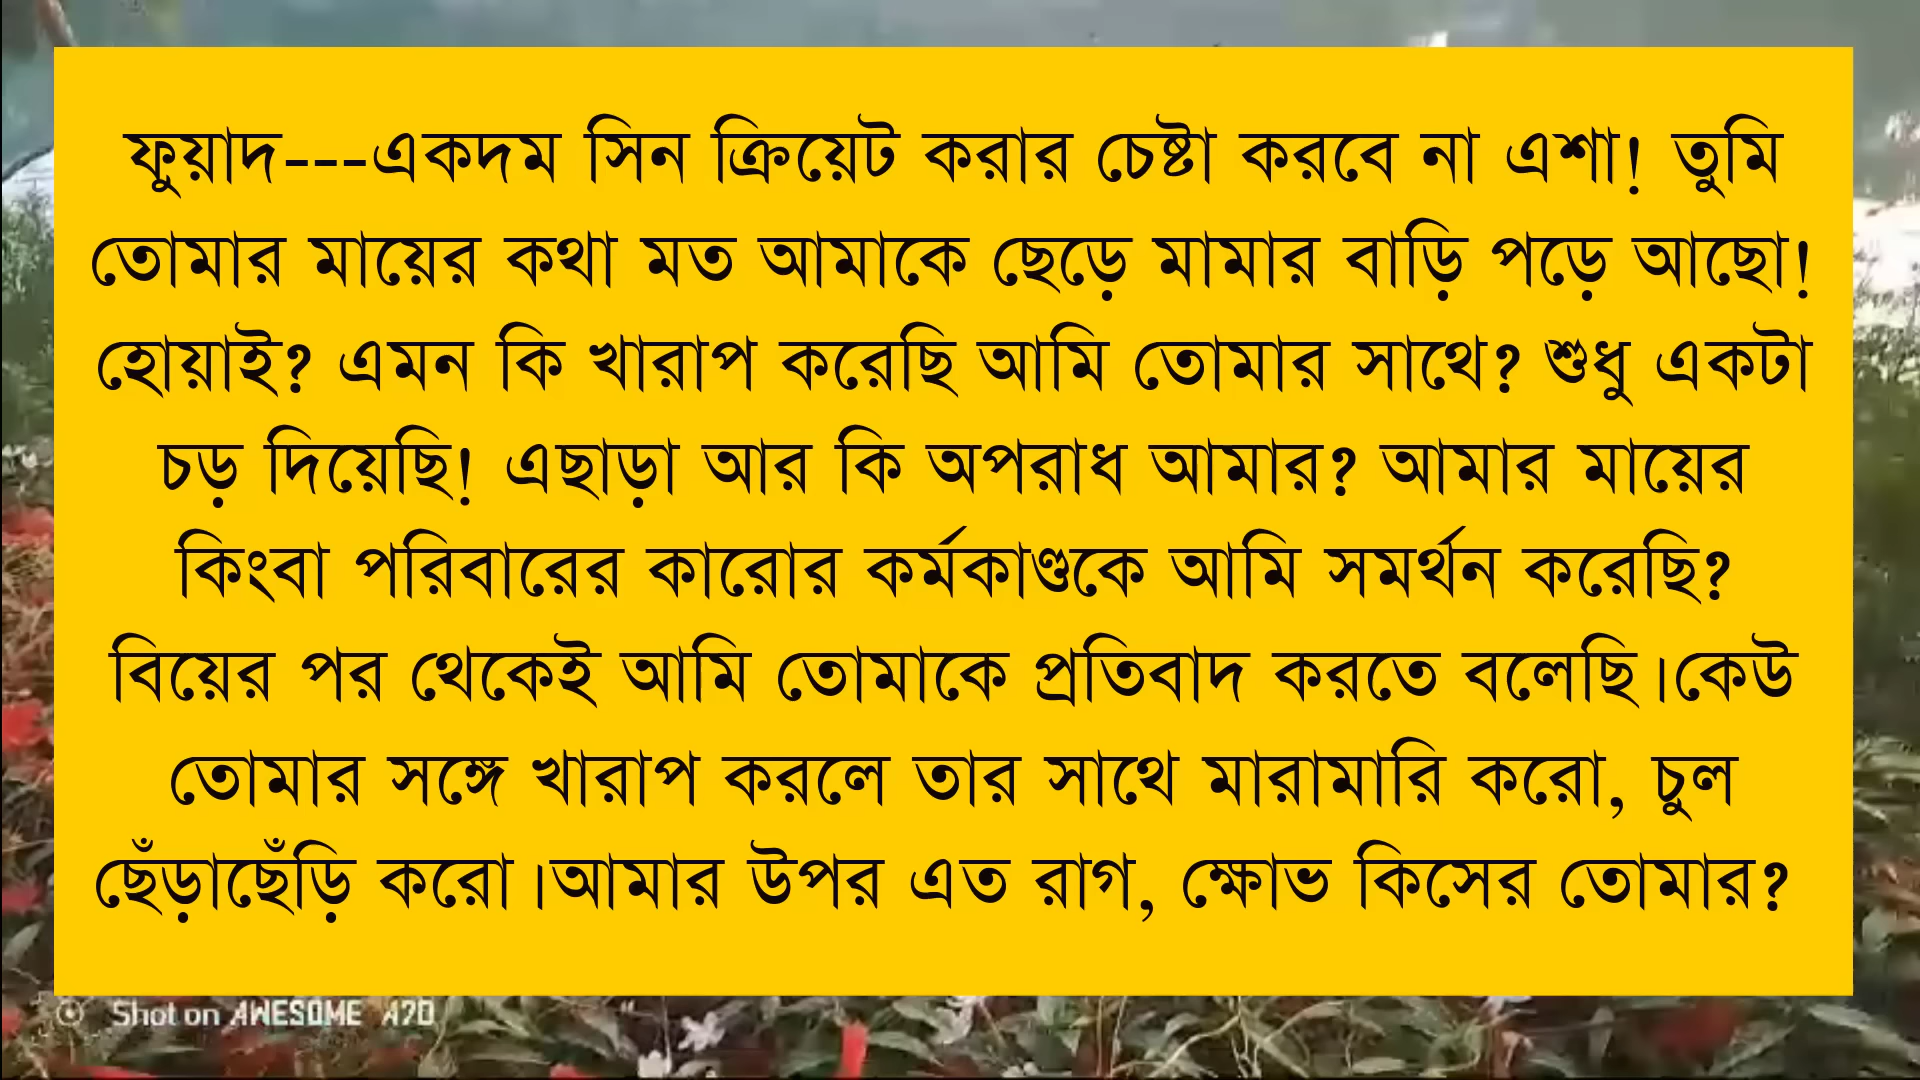 ফুয়াদ---একদম সিন ক্রিয়েট করার চেষ্টা করবে না এশা! তুমি
তোমার মায়ের কথা মত আমাকে ছেড়ে মামার বাড়ি পড়ে আছো!
হোয়াই? এমন কি খারাপ করেছি আমি তোমার সাথে? শুধু একটা
চড় দিয়েছি! এছাড়া আর কি অপরাধ আমার? আমার মায়ের
কিংবা পরিবারের কারোর কর্মকাণ্ডকে আমি সমর্থন করেছি?
বিয়ের পর থেকেই আমি তোমাকে প্রতিবাদ করতে বলেছি।কেউ
তোমার সঙ্গে খারাপ করলে তার সাথে মারামারি করো, চুল
ছেঁড়াছেঁড়ি করো।আমার উপর এত রাগ, ক্ষোভ কিসের তোমার?
Shot on AWESOME A70